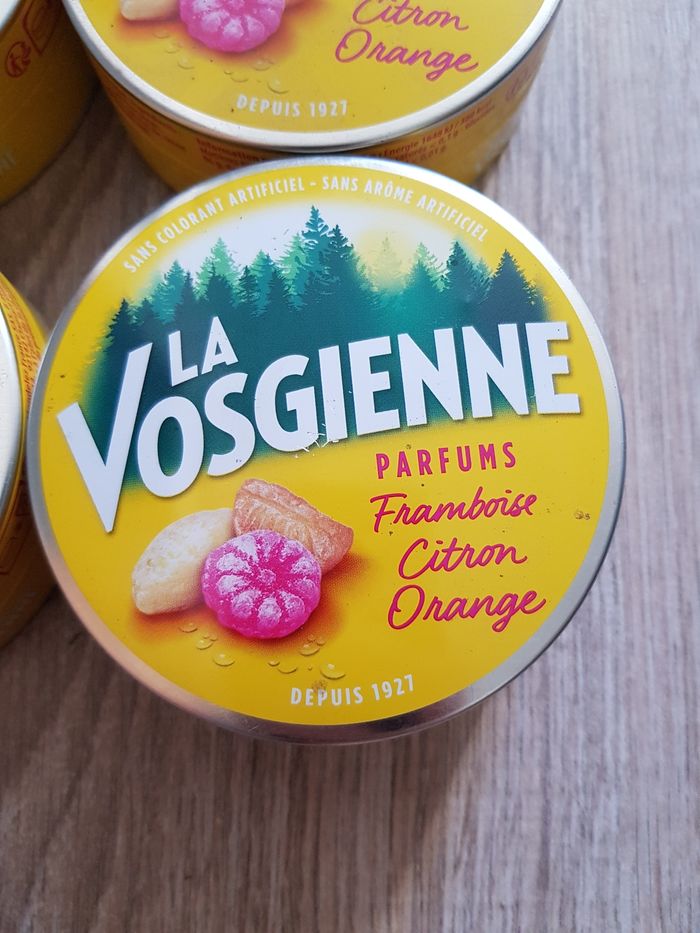 Citron
Orange
DEPUIS 1927
SANS COLORANT ARTIFICIEL - SANS ARÔME ARTIFICIEL
LA
VOSGIENNE
PARFUMS
Framboise
Citron
Orange
DEPUIS 1927